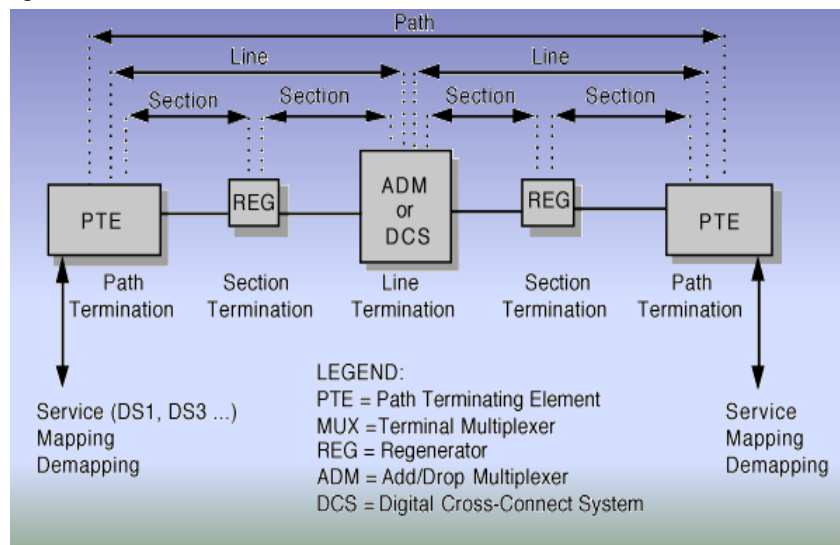 Path
Line
Line
Section
Section
Section
Section
PTE
REG
ADM
or
DCS
REG
PTE
Path
Termination
Section
Termination
Line
Termination
Section
Termination
Path
Termination
Service (DS1, DS3 ...)
Mapping
Demapping
LEGEND:
PTE = Path Terminating Element
MUX =Terminal Multiplexer
REG = Regenerator
ADM = Add/Drop Multiplexer
DCS = Digital Cross-Connect System
Service
Mapping
Demapping